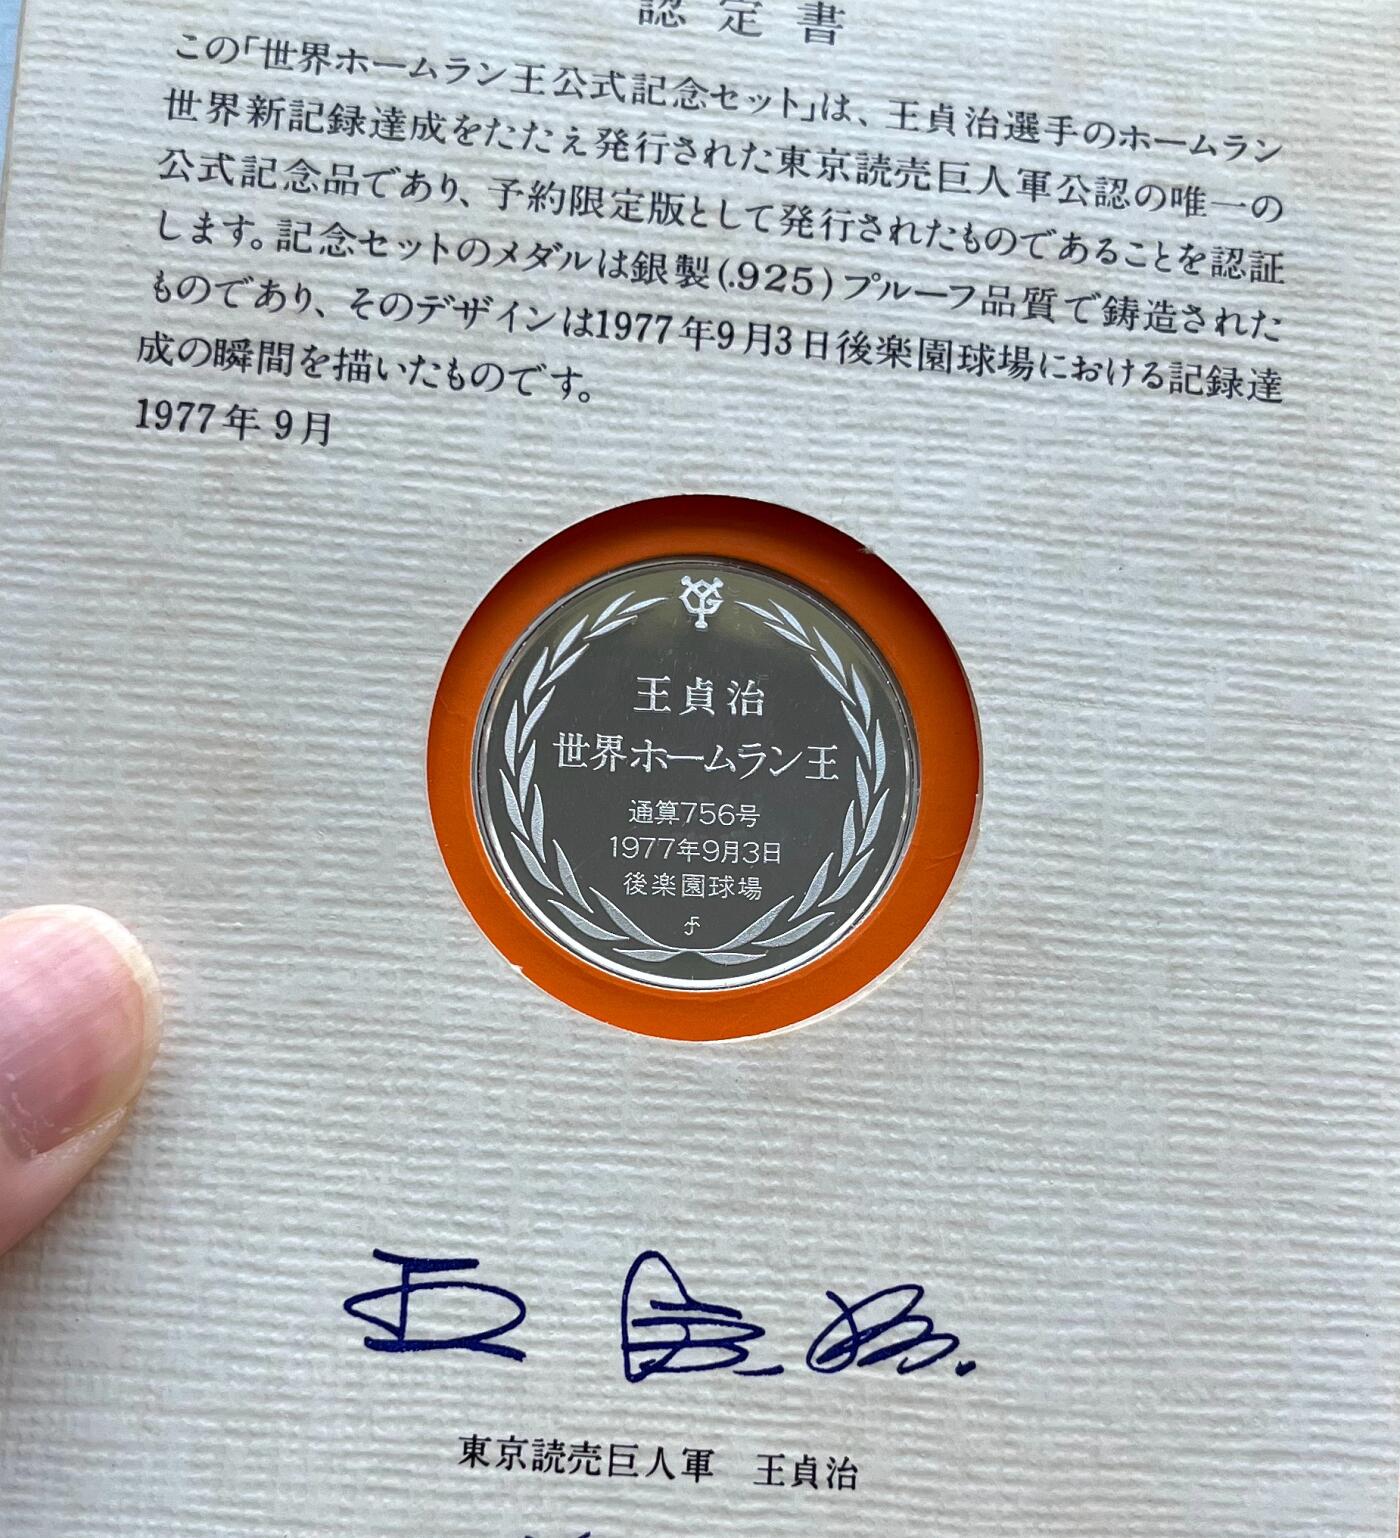 認定書
この「世界ホームラン王公式記念セット」は、王貞治選手のホームラン
世界新記録達成をたたえ発行された東京読売巨人軍公認の唯一の
公式記念品であり、予約限定版として発行されたものであることを認証
します。記念セットのメダルは銀製(.925)プルーフ品質で鋳造された
ものであり、そのデザインは1977年9月3日後楽園球場における記録達
成の瞬間を描いたものです。
1977年9月
王貞治
世界ホームラン王
通算756号
1977年9月3日
後楽園球場
王貞治
東京読売巨人軍 王貞治